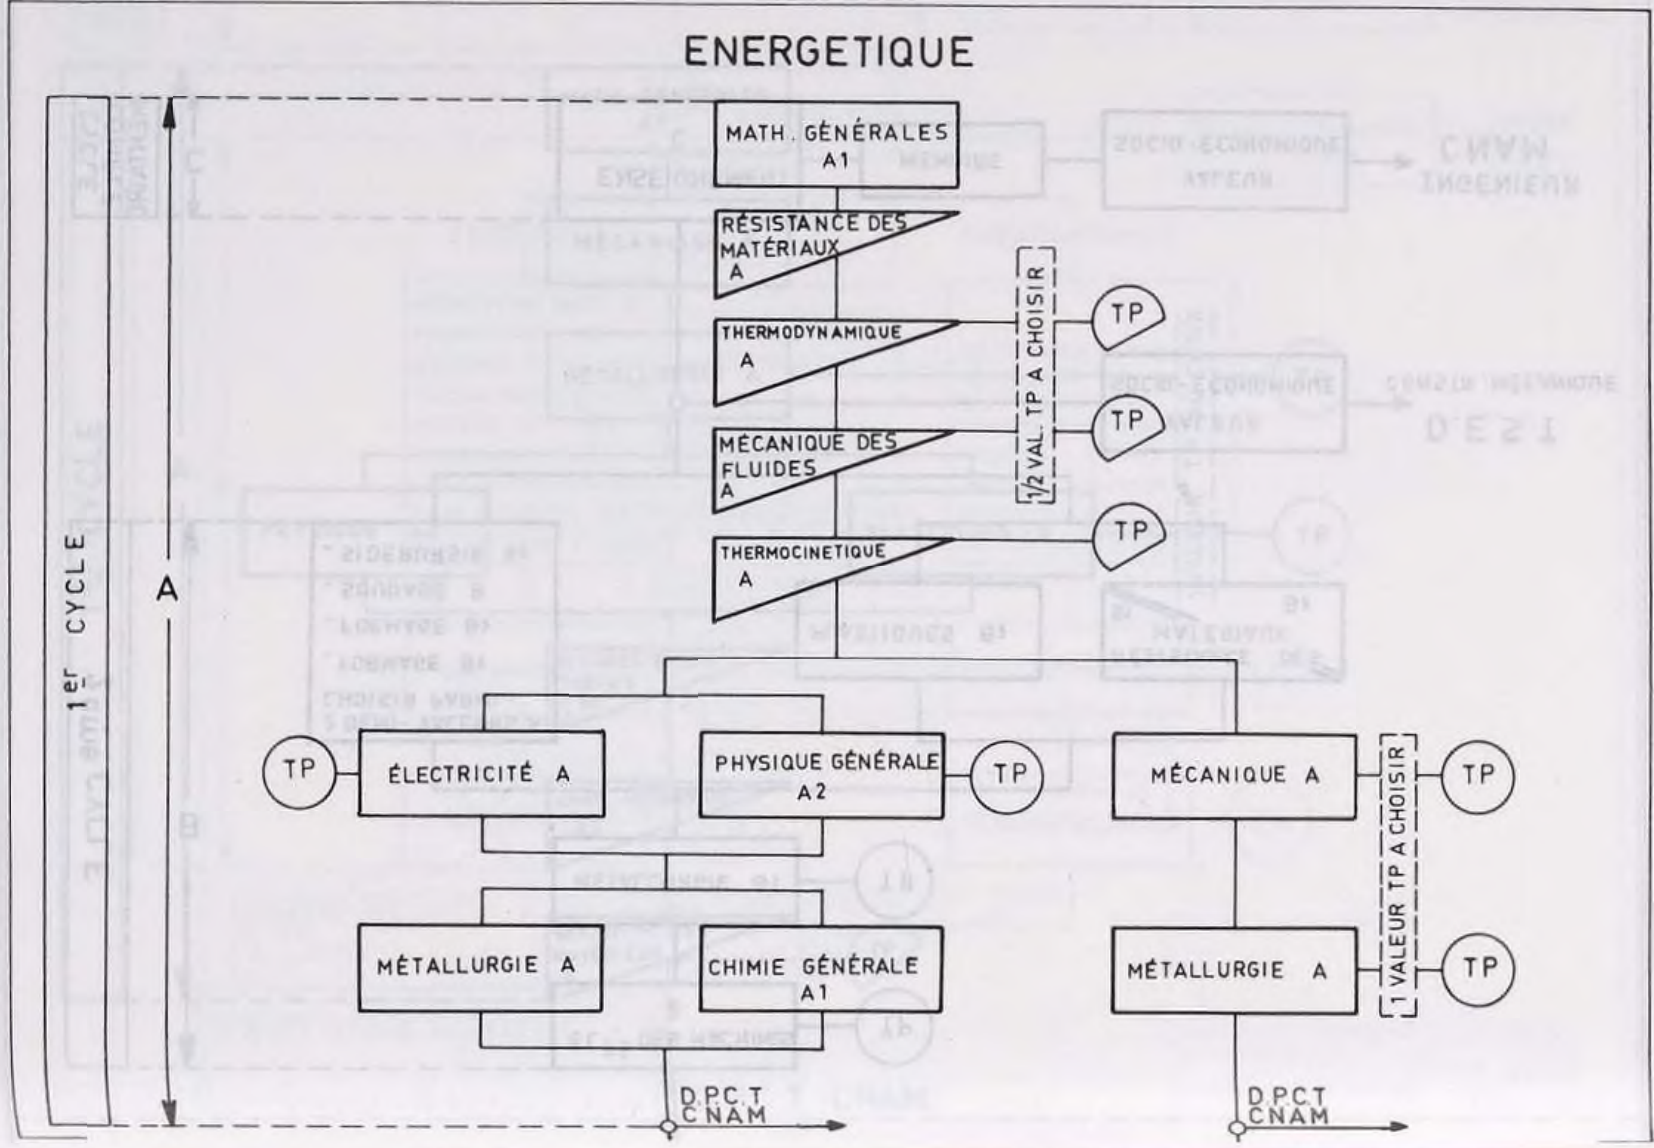 ENERGETIQUE
MATH. GÉNÉRALES
A1
RÉSISTANCE DES
MATÉRIAUX
A
THERMODYNAMIQUE
A
TP
MÉCANIQUE DES
FLUIDES
A
TP
1/2 VAL. TP A CHOISIR
THERMOCINETIQUE
A
TP
1er CYCLE
A
TP
ÉLECTRICITÉ A
PHYSIQUE GÉNÉRALE
A2
TP
MÉCANIQUE A
TP
1 VALEUR TP A CHOISIR
MÉTALLURGIE A
CHIMIE GÉNÉRALE
A1
MÉTALLURGIE A
TP
D.P.C.T
CNAM
D.P.C.T
CNAM